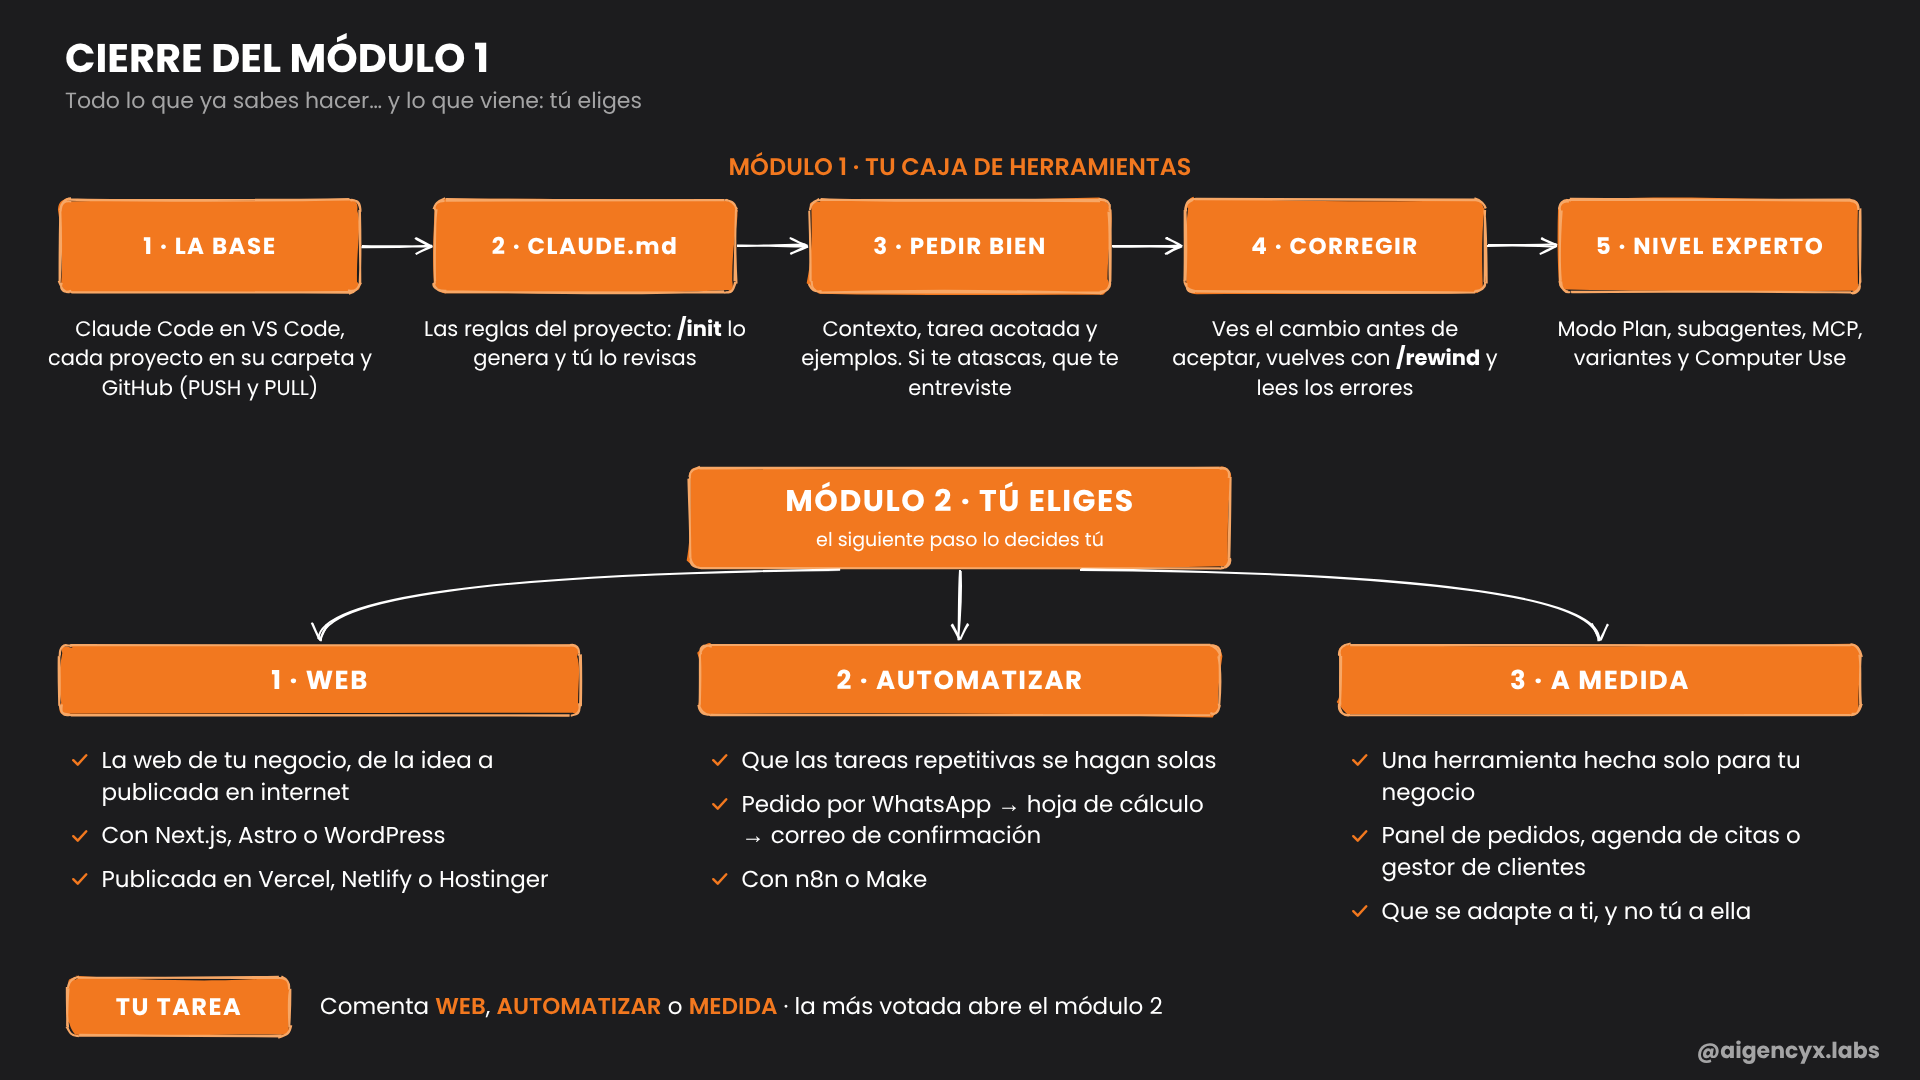 CIERRE DEL MÓDULO 1
Todo lo que ya sabes hacer... y lo que viene: tú eliges
MÓDULO 1 · TU CAJA DE HERRAMIENTAS
1 · LA BASE
Claude Code en VS Code,
cada proyecto en su carpeta y
GitHub (PUSH y PULL)
2 · CLAUDE.md
Las reglas del proyecto: /init lo
genera y tú lo revisas
3 · PEDIR BIEN
Contexto, tarea acotada y
ejemplos. Si te atascas, que te
entreviste
4 · CORREGIR
Ves el cambio antes de
aceptar, vuelves con /rewind y
lees los errores
5 · NIVEL EXPERTO
Modo Plan, subagentes, MCP,
variantes y Computer Use
MÓDULO 2 · TÚ ELIGES
el siguiente paso lo decides tú
1 · WEB
La web de tu negocio, de la idea a
publicada en internet
Con Next.js, Astro o WordPress
Publicada en Vercel, Netlify o Hostinger
2 · AUTOMATIZAR
Que las tareas repetitivas se hagan solas
Pedido por WhatsApp → hoja de cálculo
→ correo de confirmación
Con n8n o Make
3 · A MEDIDA
Una herramienta hecha solo para tu
negocio
Panel de pedidos, agenda de citas o
gestor de clientes
Que se adapte a ti, y no tú a ella
TU TAREA
Comenta WEB, AUTOMATIZAR o MEDIDA · la más votada abre el módulo 2
@aigencyx.labs